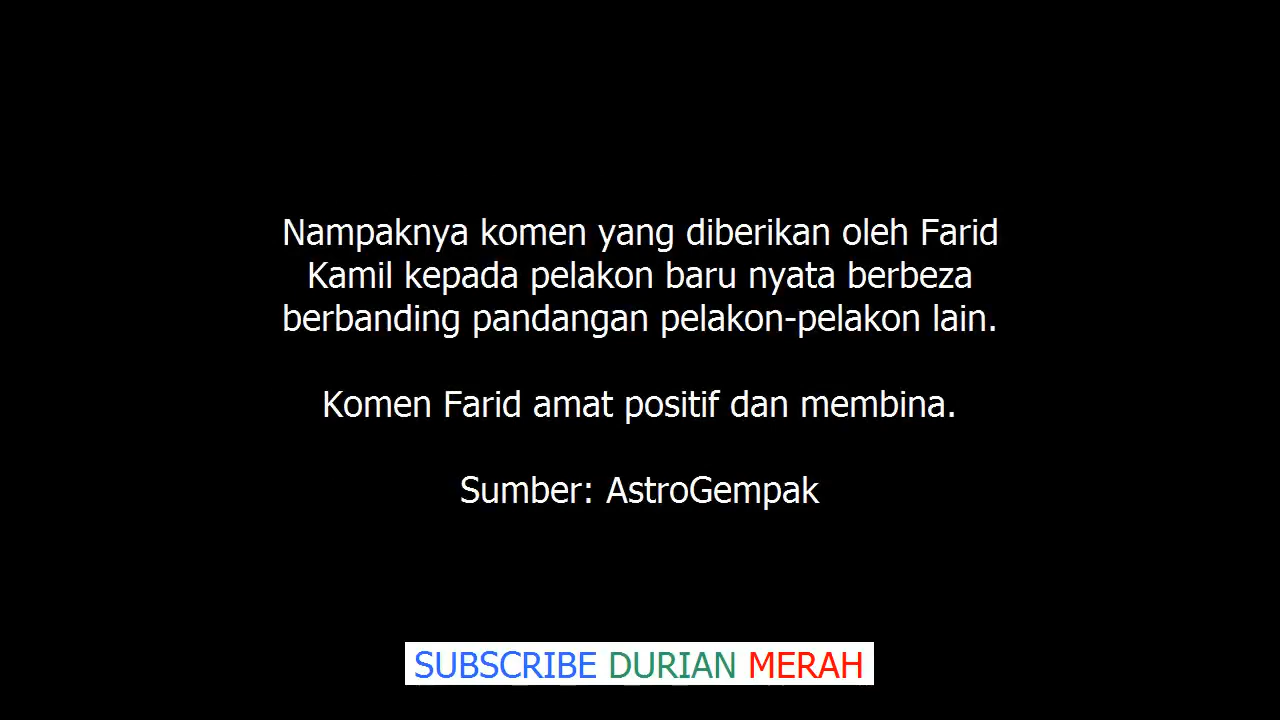 Nampaknya komen yang diberikan oleh Farid
Kamil kepada pelakon baru nyata berbeza
berbanding pandangan pelakon-pelakon lain.
Komen Farid amat positif dan membina.
Sumber: AstroGempak
SUBSCRIBE DURIAN MERAH